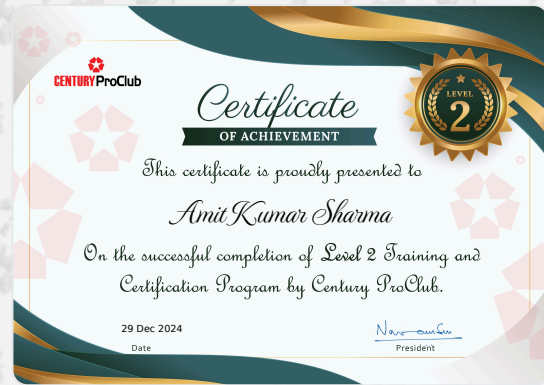 CENTURY ProClub
LEVEL
2
Certificate
OF ACHIEVEMENT
This certificate is proudly presented to
Amit Kumar Sharma
On the successful completion of Level 2 Training and
Certification Program by Century ProClub.
29 Dec 2024
Date
President